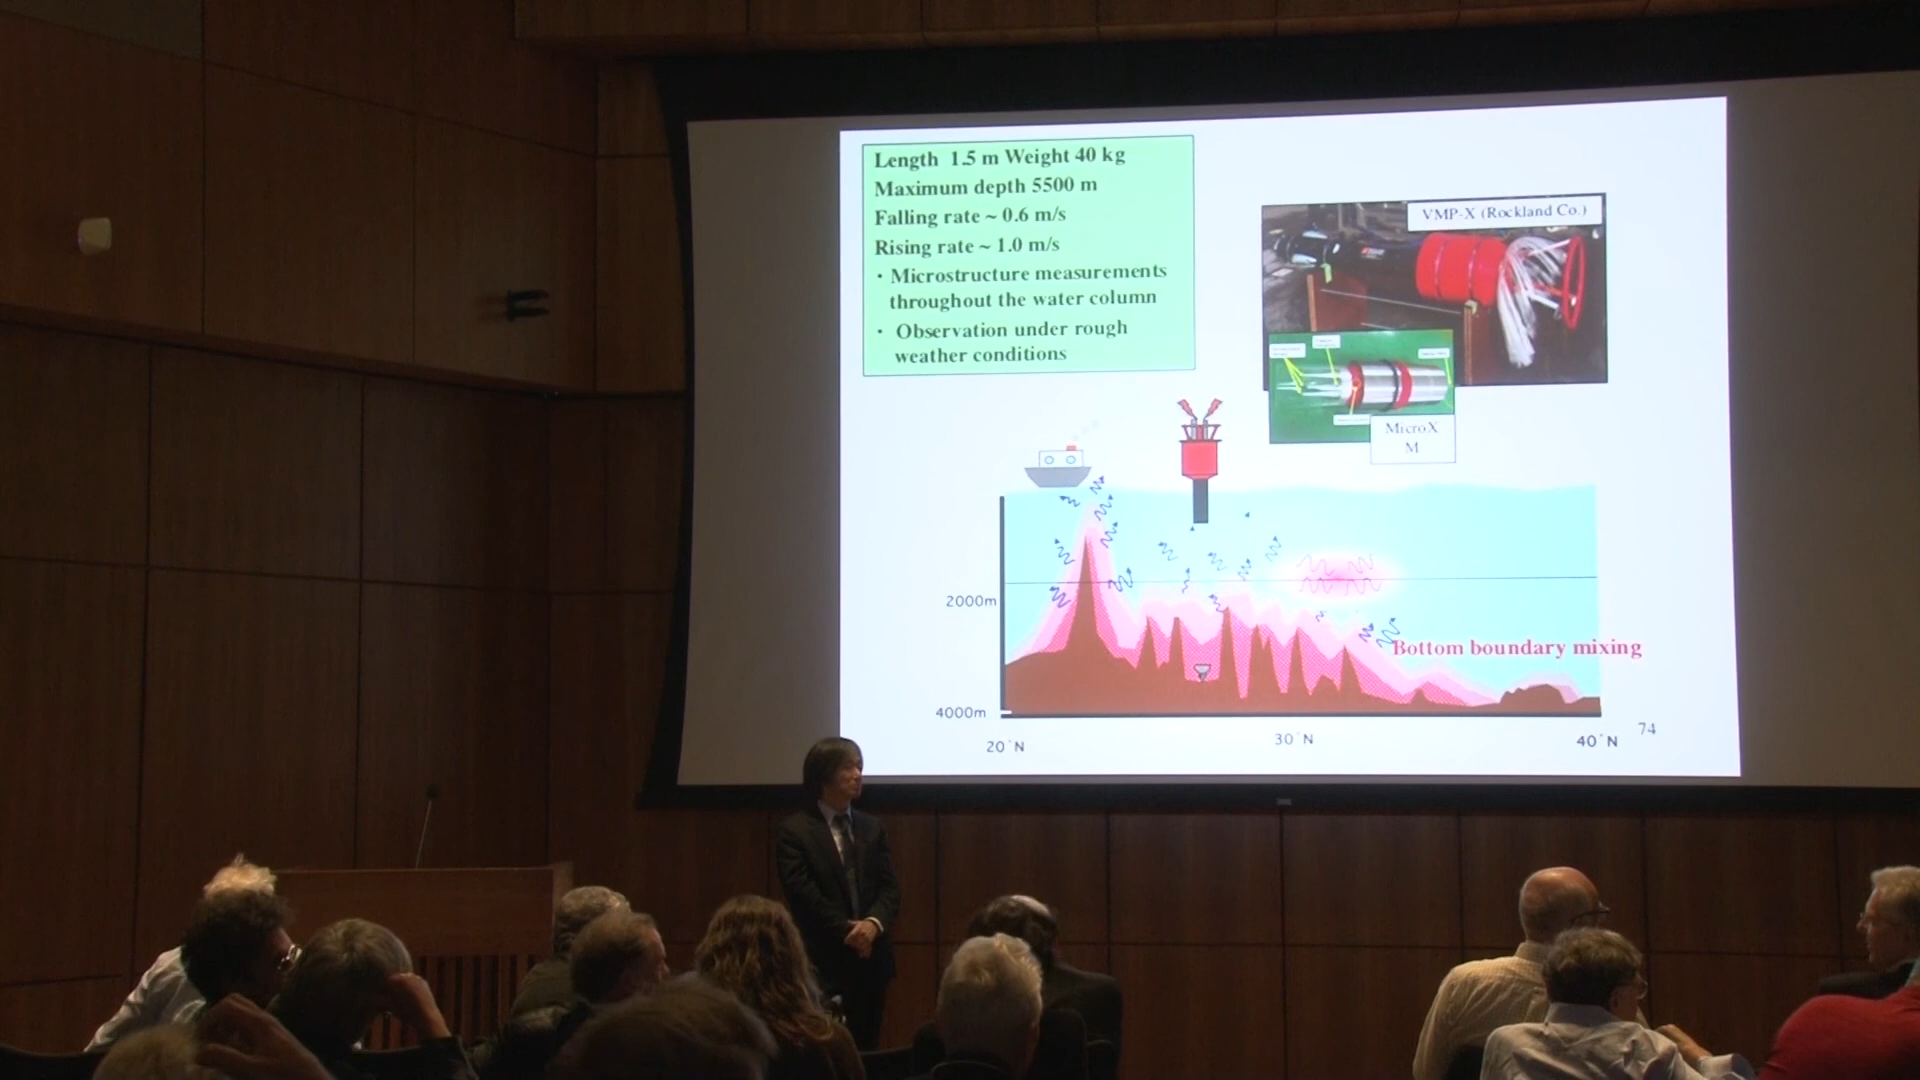 Length 1.5 m Weight 40 kg
Maximum depth 5500 m
Falling rate ~ 0.6 m/s
Rising rate ~ 1.0 m/s
・Microstructure measurements
throughout the water column
・Observation under rough
weather conditions
VMP-X (Rockland Co.)
MicroX
M
2000m
Bottom boundary mixing
4000m
20°N
30°N
40°N
74